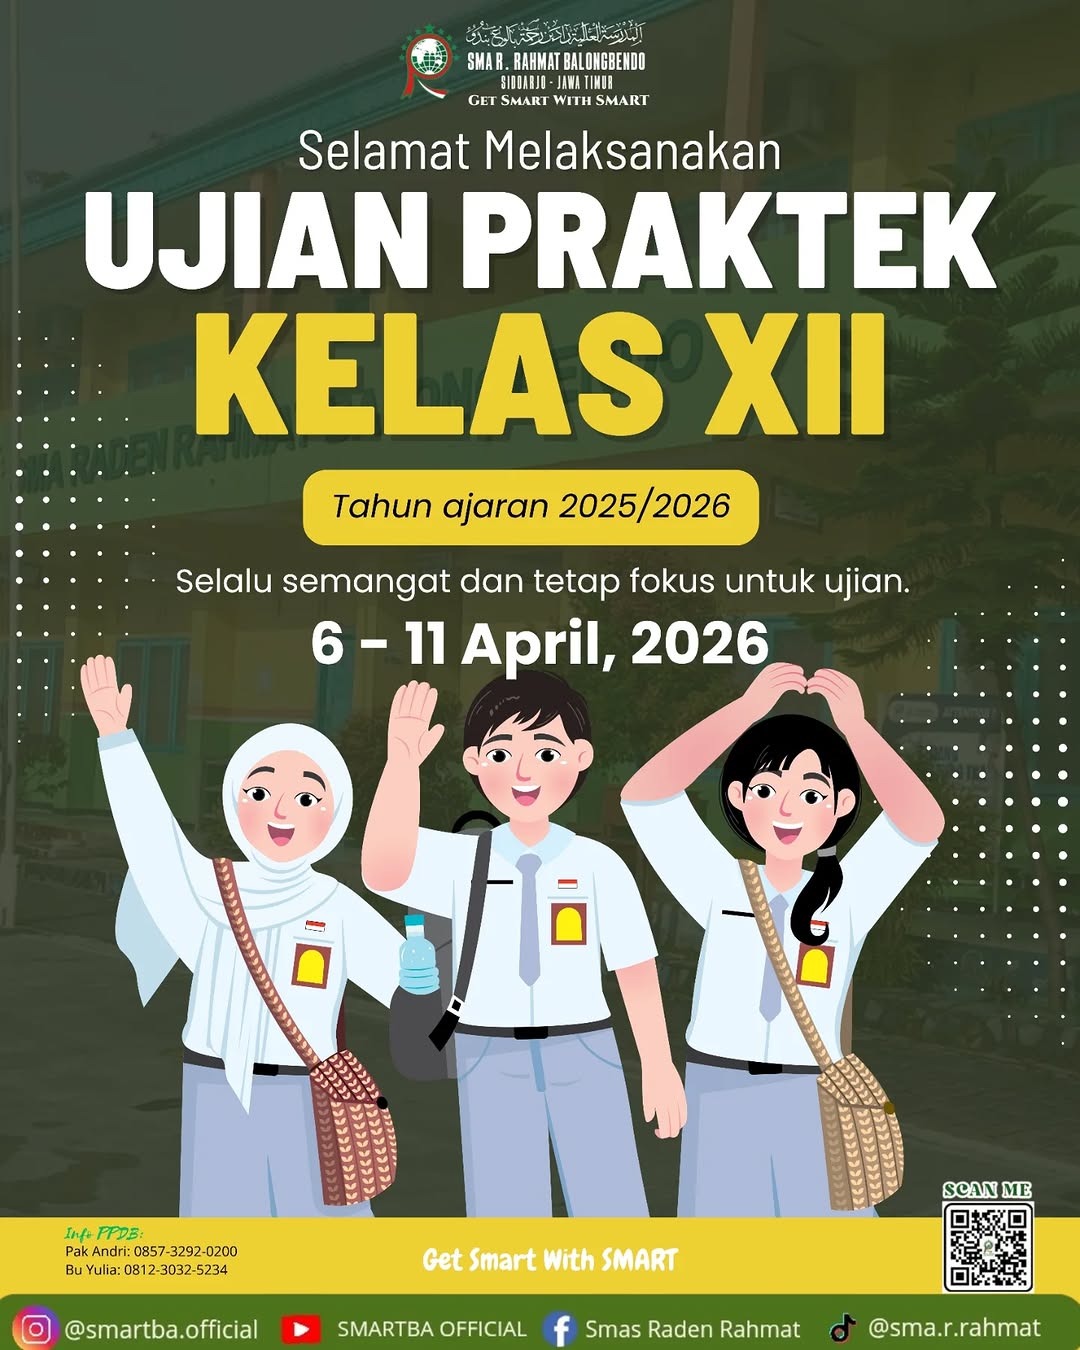 SMA R. RAHMAT BALONGBENDO
SIDOARJO - JAWA TIMUR
GET SMART WITH SMART
Selamat Melaksanakan
UJIAN PRAKTEK
KELAS XII
Tahun ajaran 2025/2026
Selalu semangat dan tetap fokus untuk ujian.
6 - 11 April, 2026
SCAN ME
Info PPDB:
Pak Andri: 0857-3292-0200
Bu Yulia: 0812-3032-5234
Get Smart With SMART
@smartba.official
SMARTBA OFFICIAL
Smas Raden Rahmat
@sma.r.rahmat